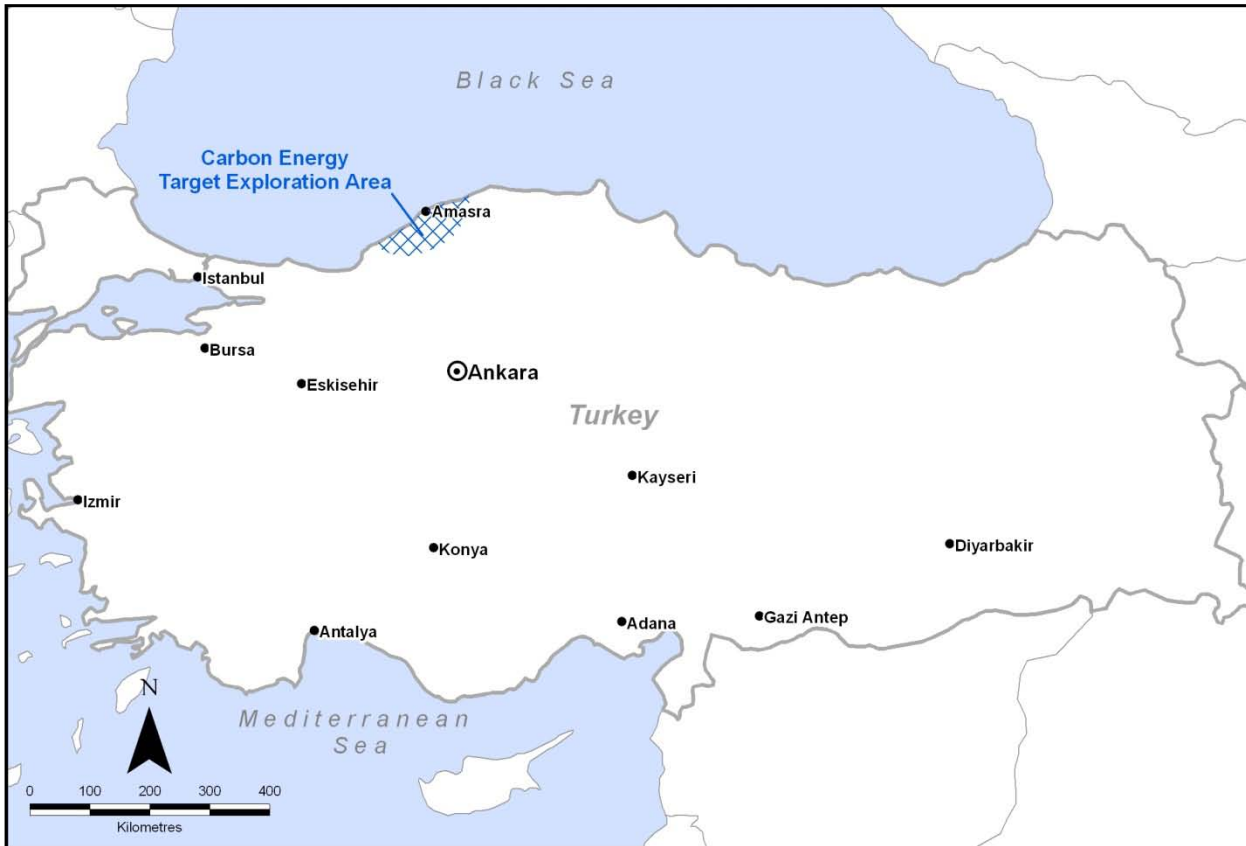 Black Sea
Carbon Energy
Target Exploration Area
Amasra
Istanbul
Bursa
Eskisehir
Ankara
Turkey
Kayseri
Izmir
Konya
Diyarbakir
Antalya
Adana
Gazi Antep
N
Mediterranean
Sea
0 100 200 300 400
Kilometres